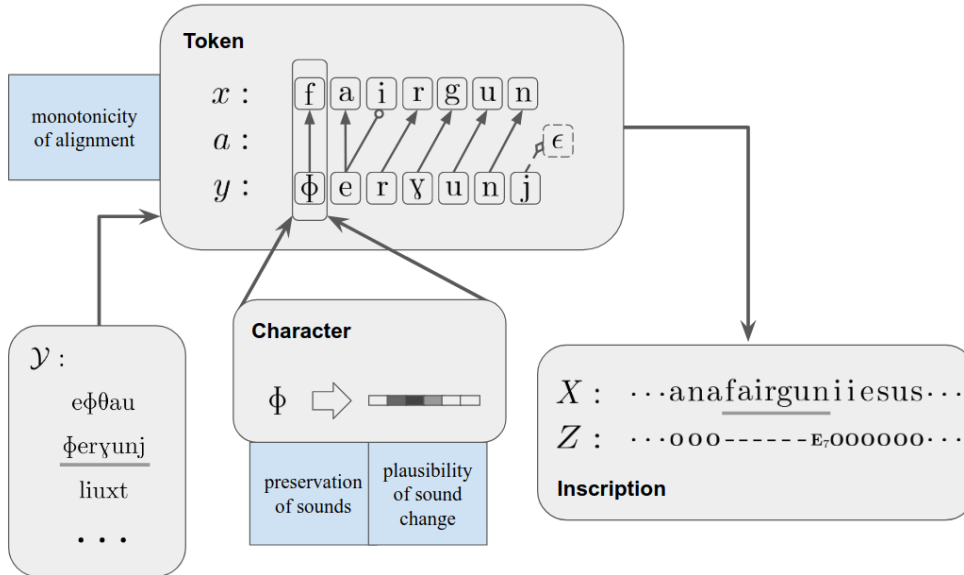 Token
x : f a i r g u n
a : ϵ
y : ϕ e r ɣ u n j
monotonicity
of alignment
𝒴 :
eϕθau
ϕerɣunj
liuxt
• • •
Character
ϕ
preservation
of sounds
plausibility
of sound
change
X : ···anafairguniiesus···
Z : ···OOO------E₇OOOOOO···
Inscription